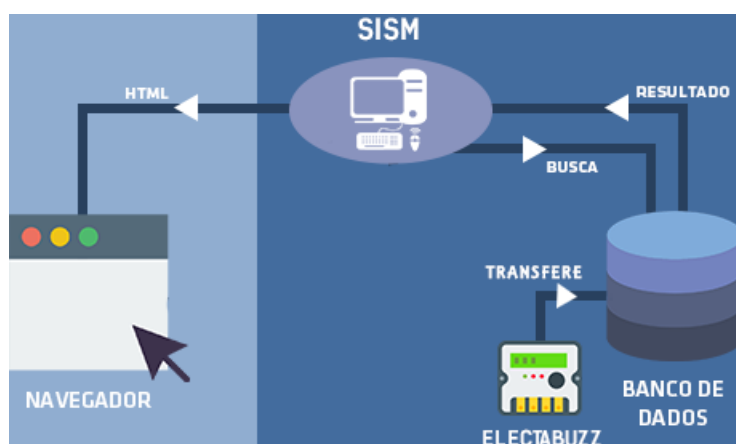 SISM
HTML
RESULTADO
BUSCA
TRANSFERE
NAVEGADOR
BANCO DE
DADOS
ELECTABUZZ